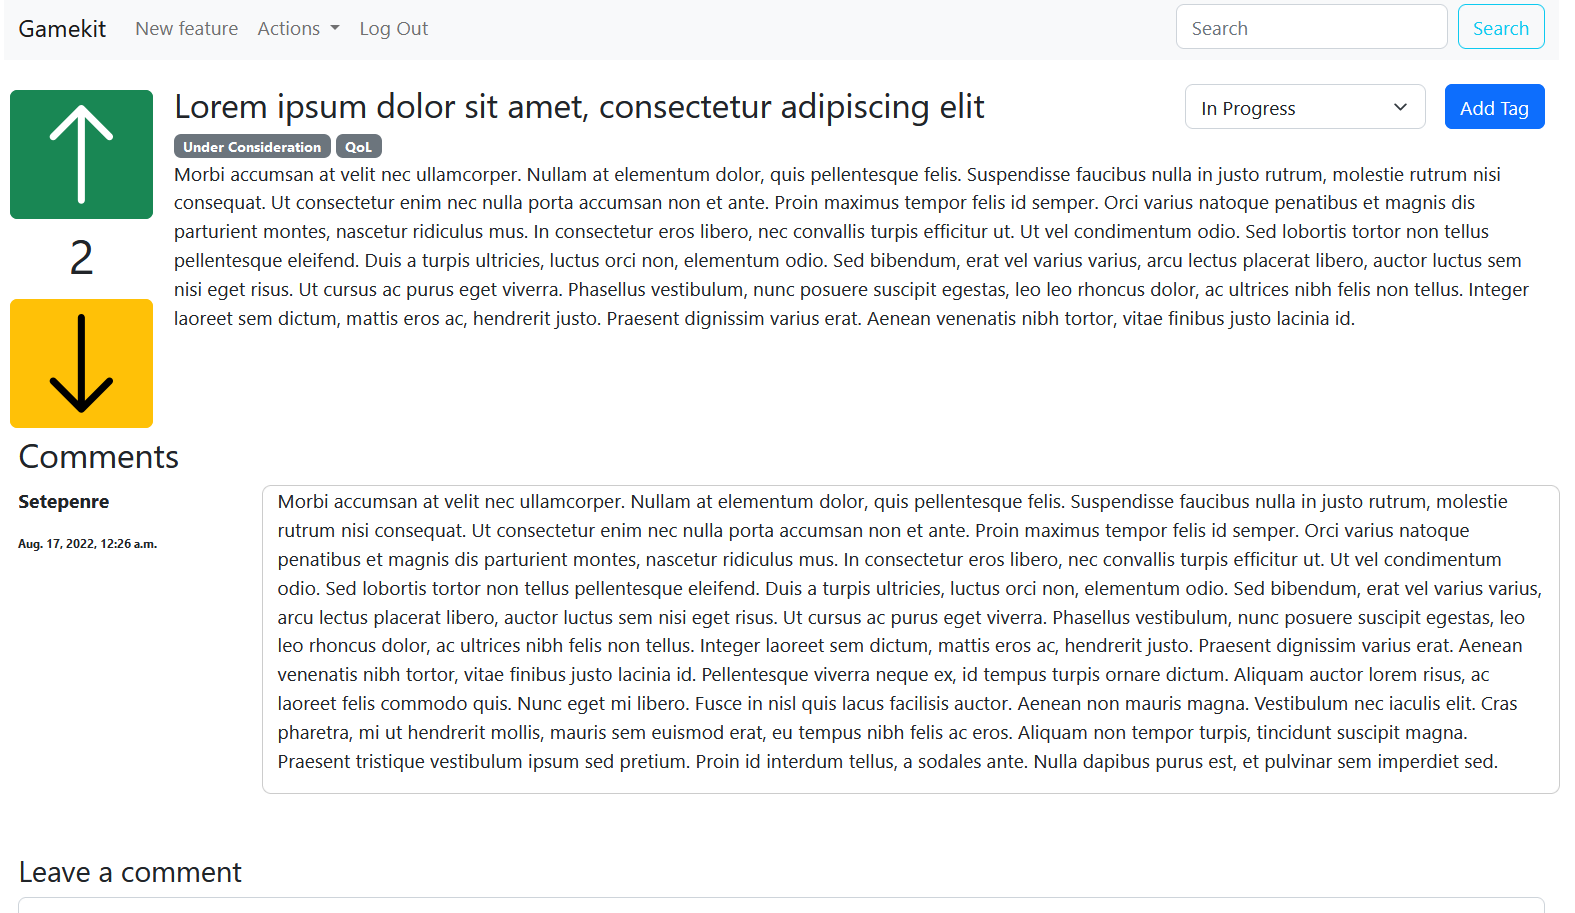 Gamekit New feature Actions Log Out Search Search
Lorem ipsum dolor sit amet, consectetur adipiscing elit In Progress Add Tag
Under Consideration QoL
Morbi accumsan at velit nec ullamcorper. Nullam at elementum dolor, quis pellentesque felis. Suspendisse faucibus nulla in justo rutrum, molestie rutrum nisi
consequat. Ut consectetur enim nec nulla porta accumsan non et ante. Proin maximus tempor felis id semper. Orci varius natoque penatibus et magnis dis
parturient montes, nascetur ridiculus mus. In consectetur eros libero, nec convallis turpis efficitur ut. Ut vel condimentum odio. Sed lobortis tortor non tellus
pellentesque eleifend. Duis a turpis ultricies, luctus orci non, elementum odio. Sed bibendum, erat vel varius varius, arcu lectus placerat libero, auctor luctus sem
nisi eget risus. Ut cursus ac purus eget viverra. Phasellus vestibulum, nunc posuere suscipit egestas, leo leo rhoncus dolor, ac ultrices nibh felis non tellus. Integer
laoreet sem dictum, mattis eros ac, hendrerit justo. Praesent dignissim varius erat. Aenean venenatis nibh tortor, vitae finibus justo lacinia id.
2
Comments
Setepenre
Aug. 17, 2022, 12:26 a.m.
Morbi accumsan at velit nec ullamcorper. Nullam at elementum dolor, quis pellentesque felis. Suspendisse faucibus nulla in justo rutrum, molestie
rutrum nisi consequat. Ut consectetur enim nec nulla porta accumsan non et ante. Proin maximus tempor felis id semper. Orci varius natoque
penatibus et magnis dis parturient montes, nascetur ridiculus mus. In consectetur eros libero, nec convallis turpis efficitur ut. Ut vel condimentum
odio. Sed lobortis tortor non tellus pellentesque eleifend. Duis a turpis ultricies, luctus orci non, elementum odio. Sed bibendum, erat vel varius varius,
arcu lectus placerat libero, auctor luctus sem nisi eget risus. Ut cursus ac purus eget viverra. Phasellus vestibulum, nunc posuere suscipit egestas, leo
leo rhoncus dolor, ac ultrices nibh felis non tellus. Integer laoreet sem dictum, mattis eros ac, hendrerit justo. Praesent dignissim varius erat. Aenean
venenatis nibh tortor, vitae finibus justo lacinia id. Pellentesque viverra neque ex, id tempus turpis ornare dictum. Aliquam auctor lorem risus, ac
laoreet felis commodo quis. Nunc eget mi libero. Fusce in nisl quis lacus facilisis auctor. Aenean non mauris magna. Vestibulum nec iaculis elit. Cras
pharetra, mi ut hendrerit mollis, mauris sem euismod erat, eu tempus nibh felis ac eros. Aliquam non tempor turpis, tincidunt suscipit magna.
Praesent tristique vestibulum ipsum sed pretium. Proin id interdum tellus, a sodales ante. Nulla dapibus purus est, et pulvinar sem imperdiet sed.
Leave a comment